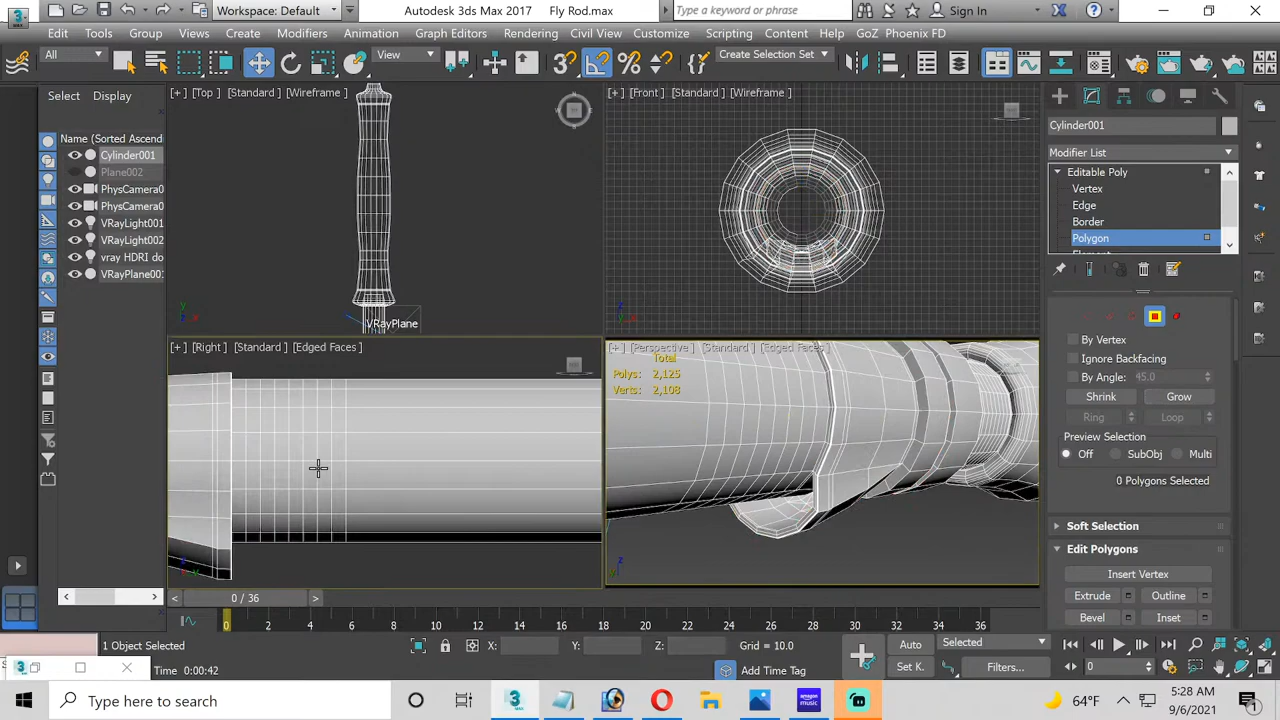 Workspace: Default
Autodesk 3ds Max 2017 Fly Rod.max
Type a keyword or phrase
Sign In
Edit Tools Group Views Create Modifiers Animation Graph Editors Rendering Civil View Customize Scripting Content Help GoZ Phoenix FD
All
View
3
Create Selection Set
Select Display
Name (Sorted Ascend
Cylinder001
Plane002
PhysCamera0
PhysCamera0
VRayLight001
VRayLight002
vray HDRI do
VRayPlane001
[+] [Top] [Standard] [Wireframe]
VRayPlane
[+] [Front] [Standard] [Wireframe]
[+] [Right] [Standard] [Edged Faces]
[+] [Perspective] [Standard] [Edged Faces]
Total
Polys: 2,125
Verts: 2,108
Cylinder001
Modifier List
Editable Poly
Vertex
Edge
Border
Polygon
Element
By Vertex
Ignore Backfacing
By Angle: 45.0
Shrink Grow
Ring Loop
Preview Selection
Off SubObj Multi
0 Polygons Selected
Soft Selection
Edit Polygons
Insert Vertex
Extrude Outline
Bevel Inset
< 0 / 36 >
0 2 4 6 8 10 12 14 16 18 20 22 24 26 28 30 32 34 36
1 Object Selected
X: Y: Z: Grid = 10.0
Auto Selected
Time: 0:00:42
Add Time Tag
Set K. Filters...
0
Type here to search
64°F
5:28 AM
9/6/2021